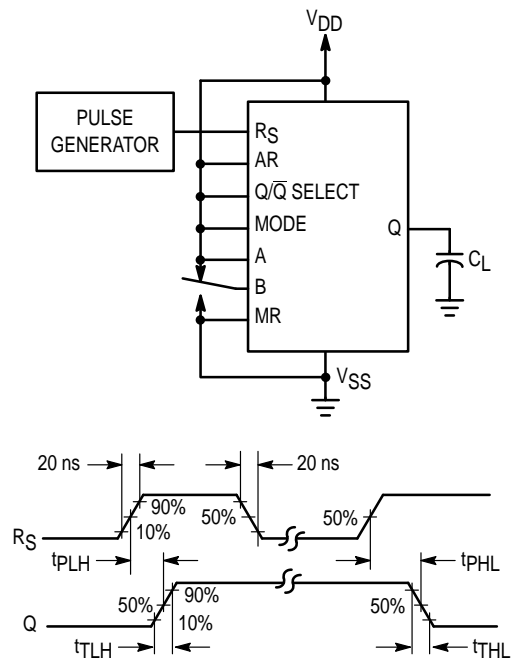 VDD
PULSE
GENERATOR
RS
AR
Q/Q̅ SELECT
MODE
A
B
MR
Q
CL
VSS
20 ns
20 ns
RS
90%
10%
50%
50%
tPLH
tPHL
Q
50%
90%
10%
50%
tTLH
tTHL